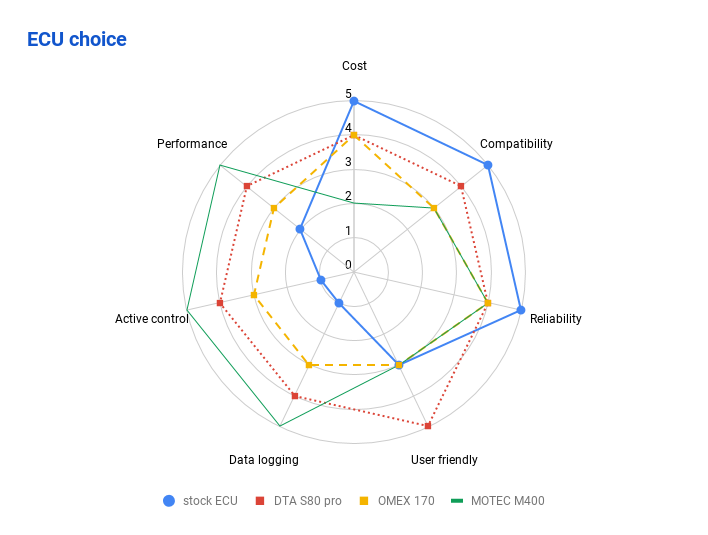 ECU choice
Cost
5
4
3
2
1
0
Performance
Compatibility
Active control
Reliability
Data logging
User friendly
stock ECU DTA S80 pro OMEX 170 MOTEC M400